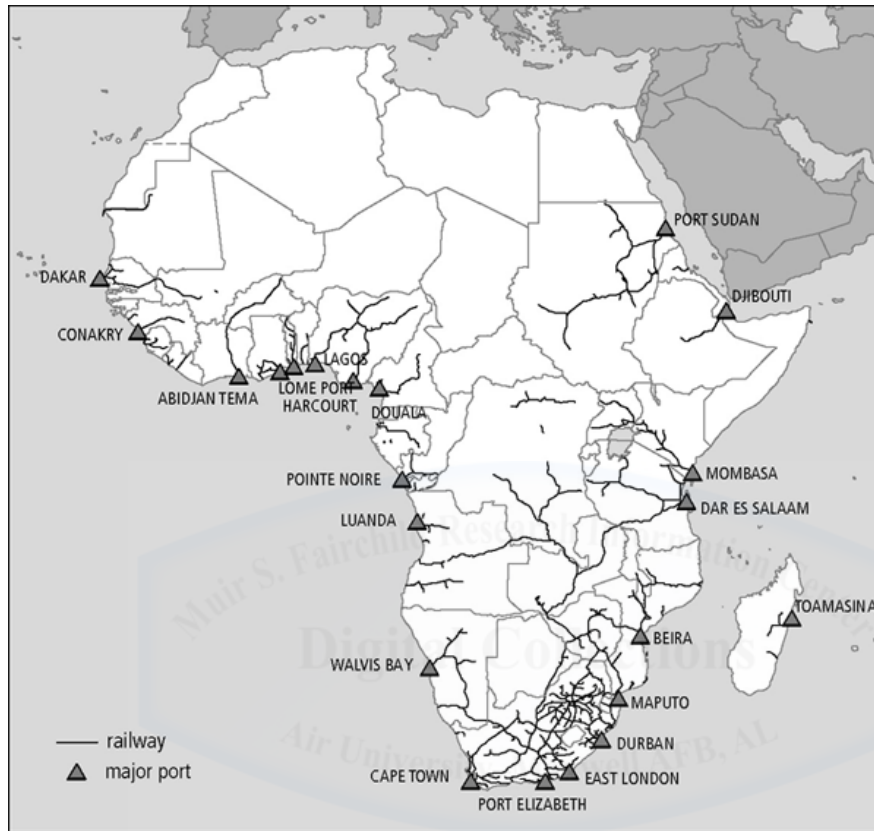 PORT SUDAN
DAKAR
DJIBOUTI
CONAKRY
LAGOS
ABIDJAN TEMA
LOME PORT
HARCOURT
DOUALA
POINTE NOIRE
MOMBASA
DAR ES SALAAM
LUANDA
Muir S. Fairchild Research Information Center
TOAMASINA
BEIRA
Digital Collections
WALVIS BAY
MAPUTO
railway
DURBAN
Air University, Maxwell AFB, AL
major port
CAPE TOWN
EAST LONDON
PORT ELIZABETH